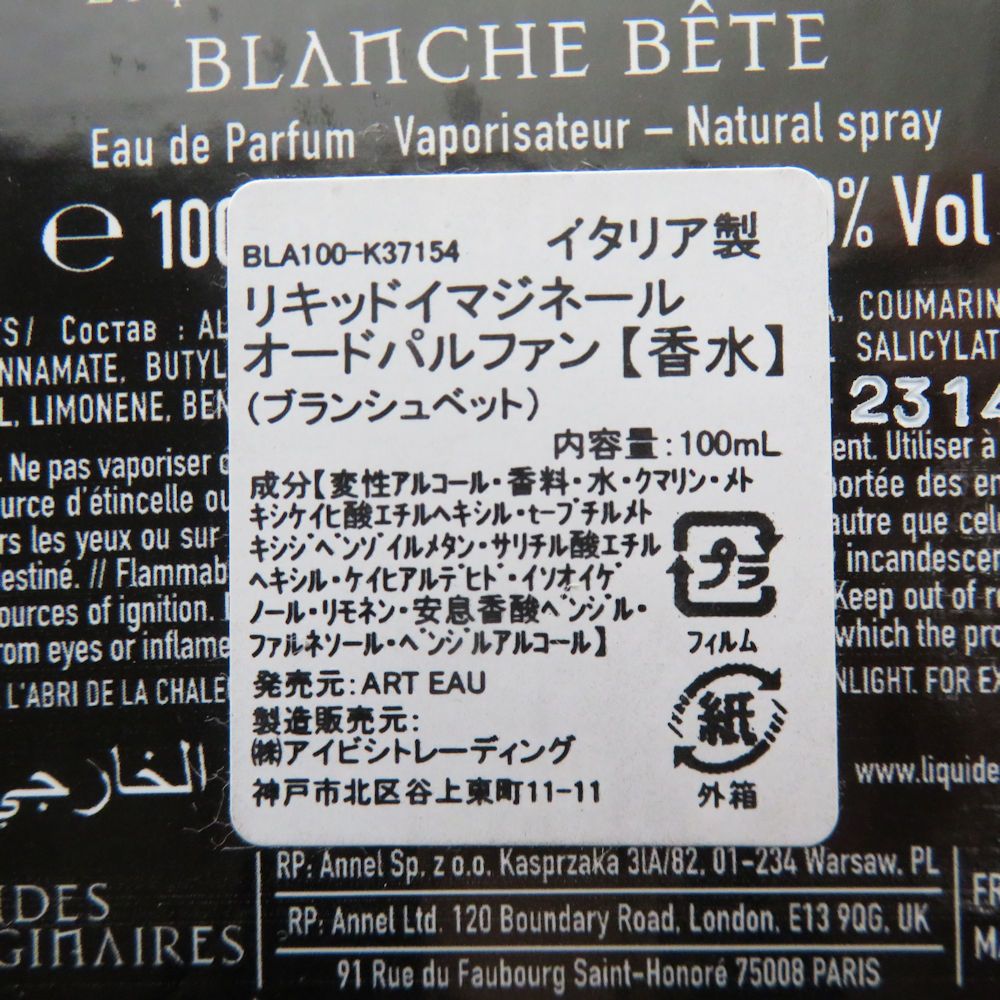 BLANCHE BÊTE
Eau de Parfum Vaporisateur – Natural spray
℮ 100 % Vol
BLA100-K37154 イタリア製
リキッドイマジネール
オードパルファン【香水】
(ブランシュベット)
内容量:100mL
成分【変性アルコール・香料・水・クマリン・メト
キシケイヒ酸エチルヘキシル・t-ブチルメト
キシジベンゾイルメタン・サリチル酸エチル
ヘキシル・ケイヒアルデヒド・イソオイゲ
ノール・リモネン・安息香酸ベンジル・
ファルネソール・ベンジルアルコール】
プラ
フィルム
発売元:ART EAU
製造販売元:
㈱アイビシトレーディング
神戸市北区谷上東町11-11
紙
外箱
/ Состав : AL
COUMARIN
NNAMATE, BUTYL
SALICYLAT
L, LIMONENE, BEN
2314
. Ne pas vaporiser
ent. Utiliser à
urce d'étincelle ou
portée des en
rs les yeux ou sur
autre que cel
estiné. // Flammab
incandescen
ources of ignition.
Keep out of r
rom eyes or inflame
which the pro
L'ABRI DE LA CHALE
NLIGHT. FOR EX
الخارجي
www.liquide
IDES
GINAIRES
RP: Annel Sp. z o.o. Kasprzaka 31A/82, 01-234 Warsaw, PL
RP: Annel Ltd. 120 Boundary Road, London, E13 9QG, UK
91 Rue du Faubourg Saint-Honoré 75008 PARIS
FR
M